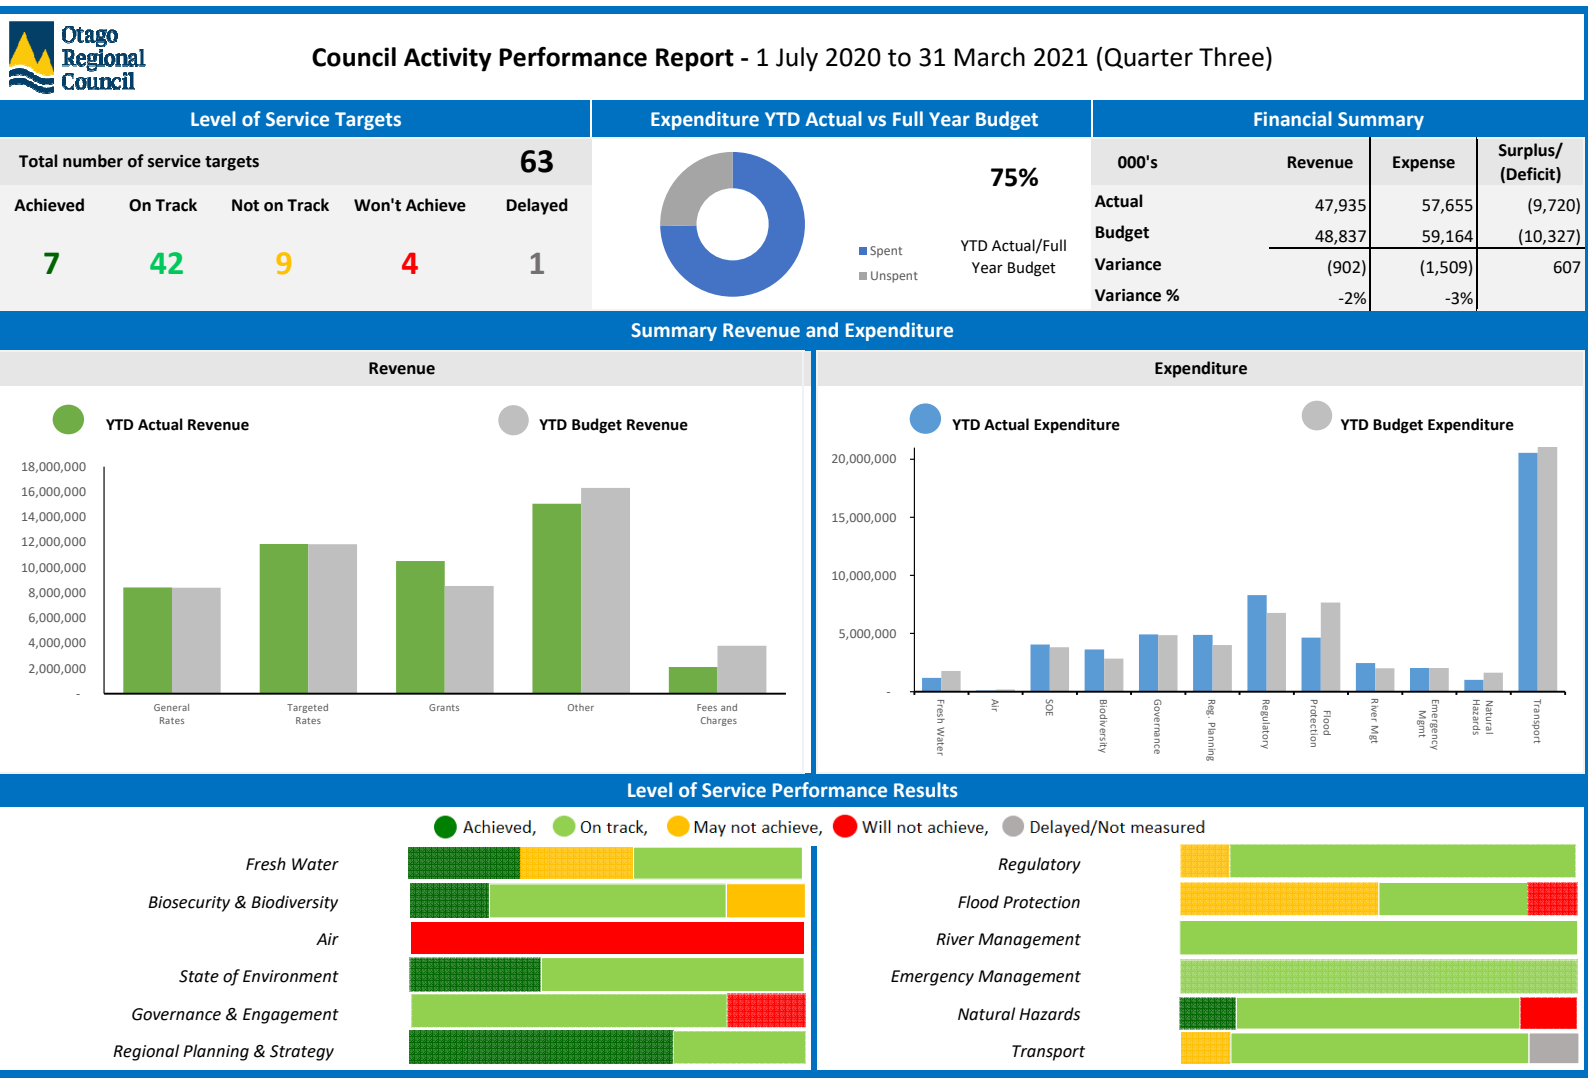 Otago
Regional
Council
Council Activity Performance Report - 1 July 2020 to 31 March 2021 (Quarter Three)
Level of Service Targets
Total number of service targets 63
Achieved On Track Not on Track Won't Achieve Delayed
7 42 9 4 1
Expenditure YTD Actual vs Full Year Budget
75%
Spent
Unspent
YTD Actual/Full
Year Budget
Financial Summary
000's Revenue Expense Surplus/
(Deficit)
Actual 47,935 57,655 (9,720)
Budget 48,837 59,164 (10,327)
Variance (902) (1,509) 607
Variance % -2% -3%
Summary Revenue and Expenditure
Revenue
YTD Actual Revenue YTD Budget Revenue
18,000,000
16,000,000
14,000,000
12,000,000
10,000,000
8,000,000
6,000,000
4,000,000
2,000,000
-
General
Rates
Targeted
Rates
Grants
Other
Fees and
Charges
Expenditure
YTD Actual Expenditure YTD Budget Expenditure
20,000,000
15,000,000
10,000,000
5,000,000
-
Fresh Water
Air
SOE
Biodiversity
Governance
Reg. Planning
Regulatory
Flood
Protection
River Mgt
Emergency
Mgmt
Natural
Hazards
Transport
Level of Service Performance Results
Achieved, On track, May not achieve, Will not achieve, Delayed/Not measured
Fresh Water
Biosecurity & Biodiversity
Air
State of Environment
Governance & Engagement
Regional Planning & Strategy
Regulatory
Flood Protection
River Management
Emergency Management
Natural Hazards
Transport